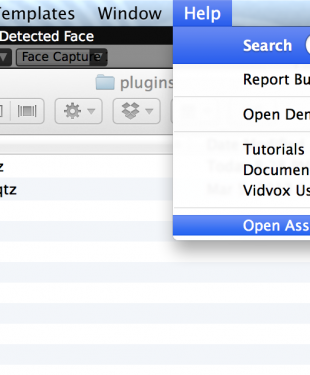 Templates Window Help
Detected Face
Search
Face Captu
plugins
Report Bu
Open Den
Tutorials
z
Documen
qtz
Vidvox Us
Open Ass